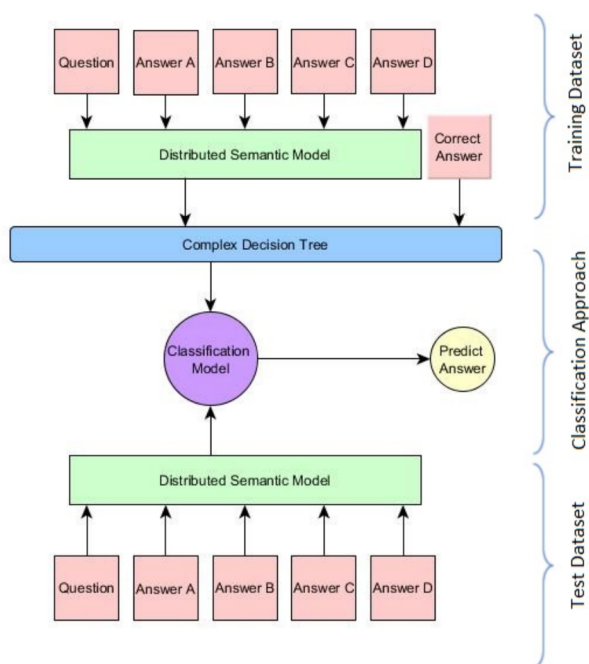 Question
Answer A
Answer B
Answer C
Answer D
Distributed Semantic Model
Correct
Answer
Training Dataset
Complex Decision Tree
Classification
Model
Predict
Answer
Classification Approach
Distributed Semantic Model
Question
Answer A
Answer B
Answer C
Answer D
Test Dataset